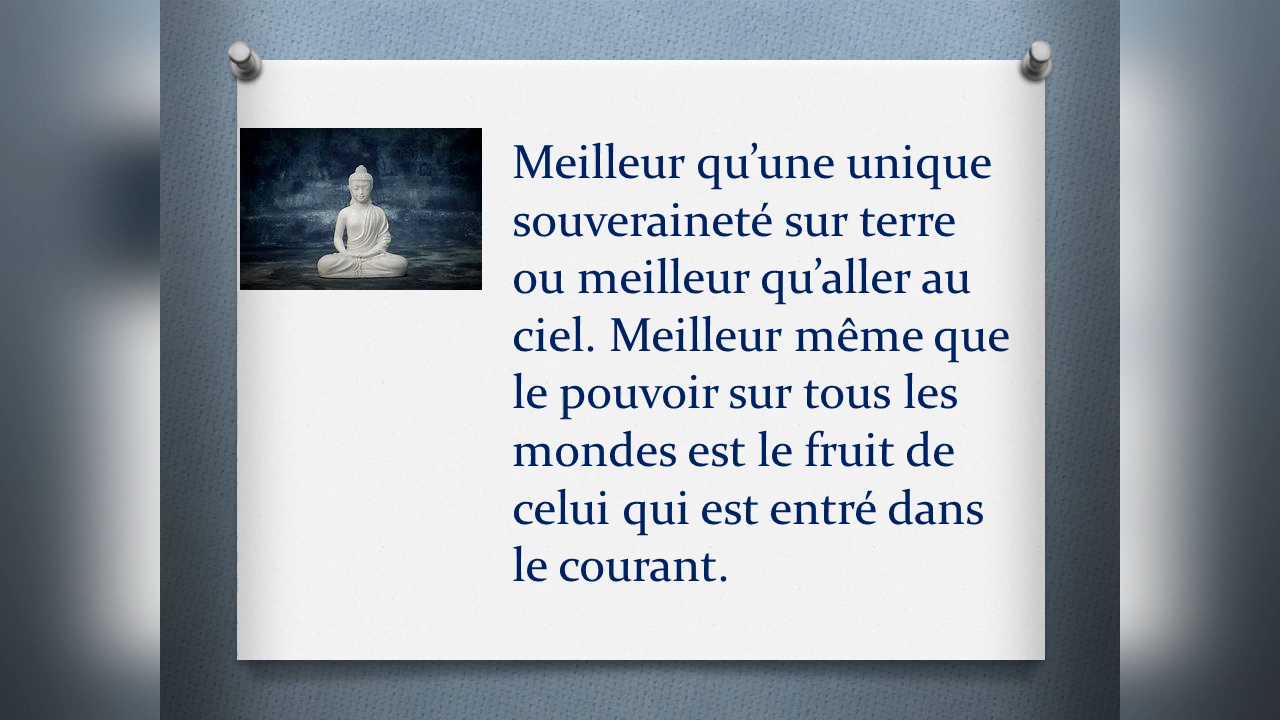 Meilleur qu’une unique
souveraineté sur terre
ou meilleur qu’aller au
ciel. Meilleur même que
le pouvoir sur tous les
mondes est le fruit de
celui qui est entré dans
le courant.